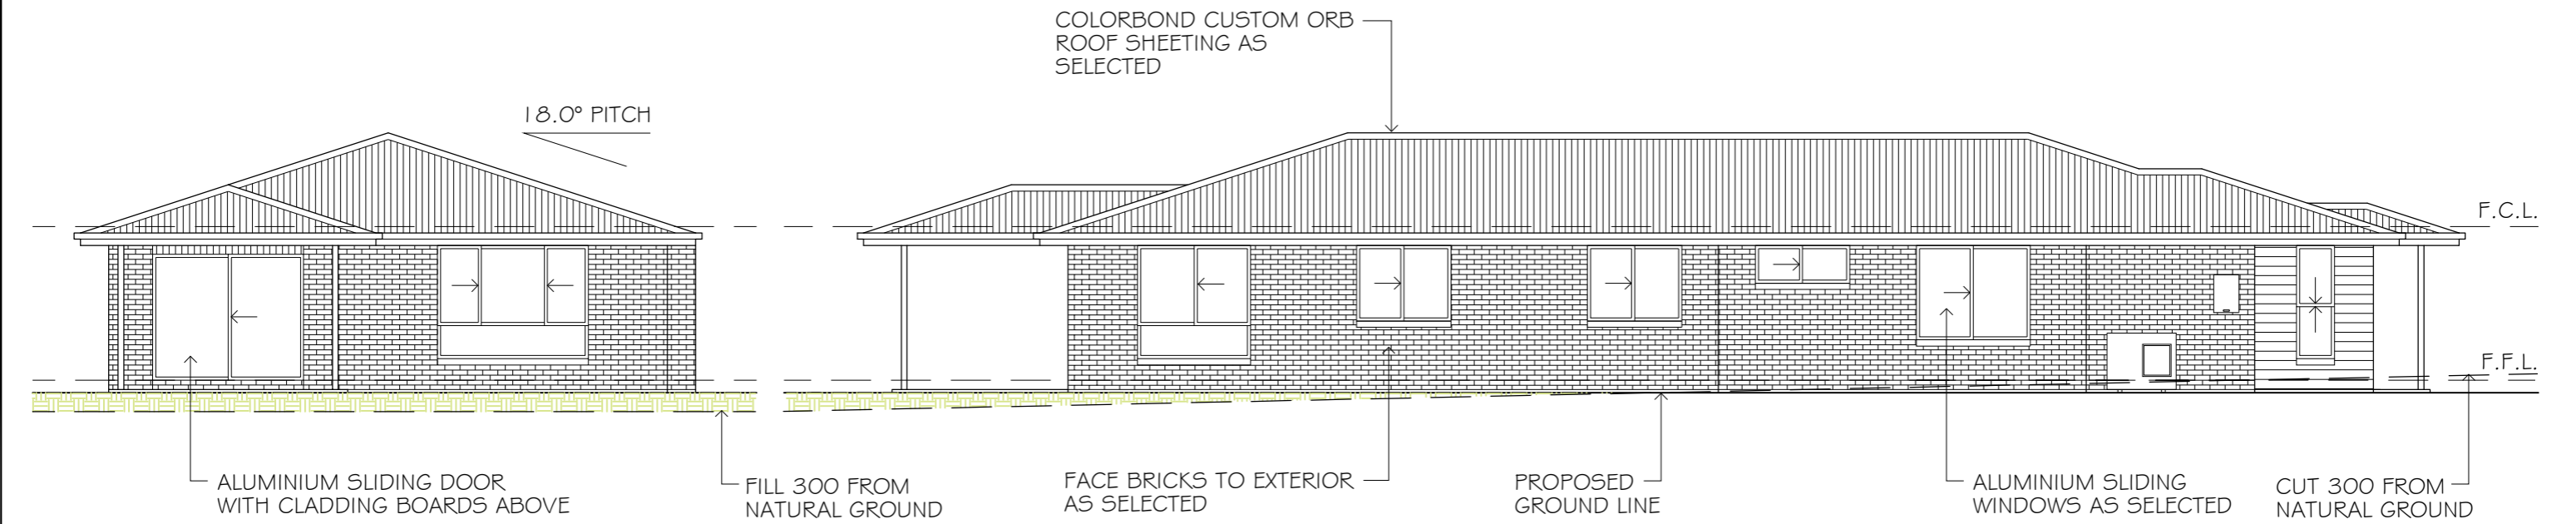 COLORBOND CUSTOM ORB
ROOF SHEETING AS
SELECTED
18.0° PITCH
F.C.L.
F.F.L.
ALUMINIUM SLIDING DOOR
WITH CLADDING BOARDS ABOVE
FILL 300 FROM
NATURAL GROUND
FACE BRICKS TO EXTERIOR
AS SELECTED
PROPOSED
GROUND LINE
ALUMINIUM SLIDING
WINDOWS AS SELECTED
CUT 300 FROM
NATURAL GROUND